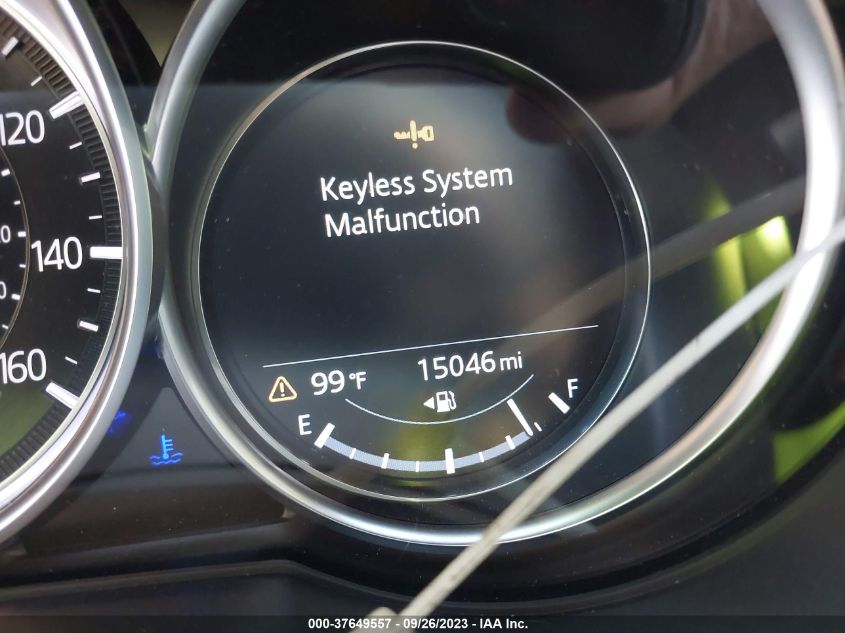 120
140
160
Keyless System
Malfunction
99°F 15046 mi
E F
000-37649557 - 09/26/2023 - IAA Inc.